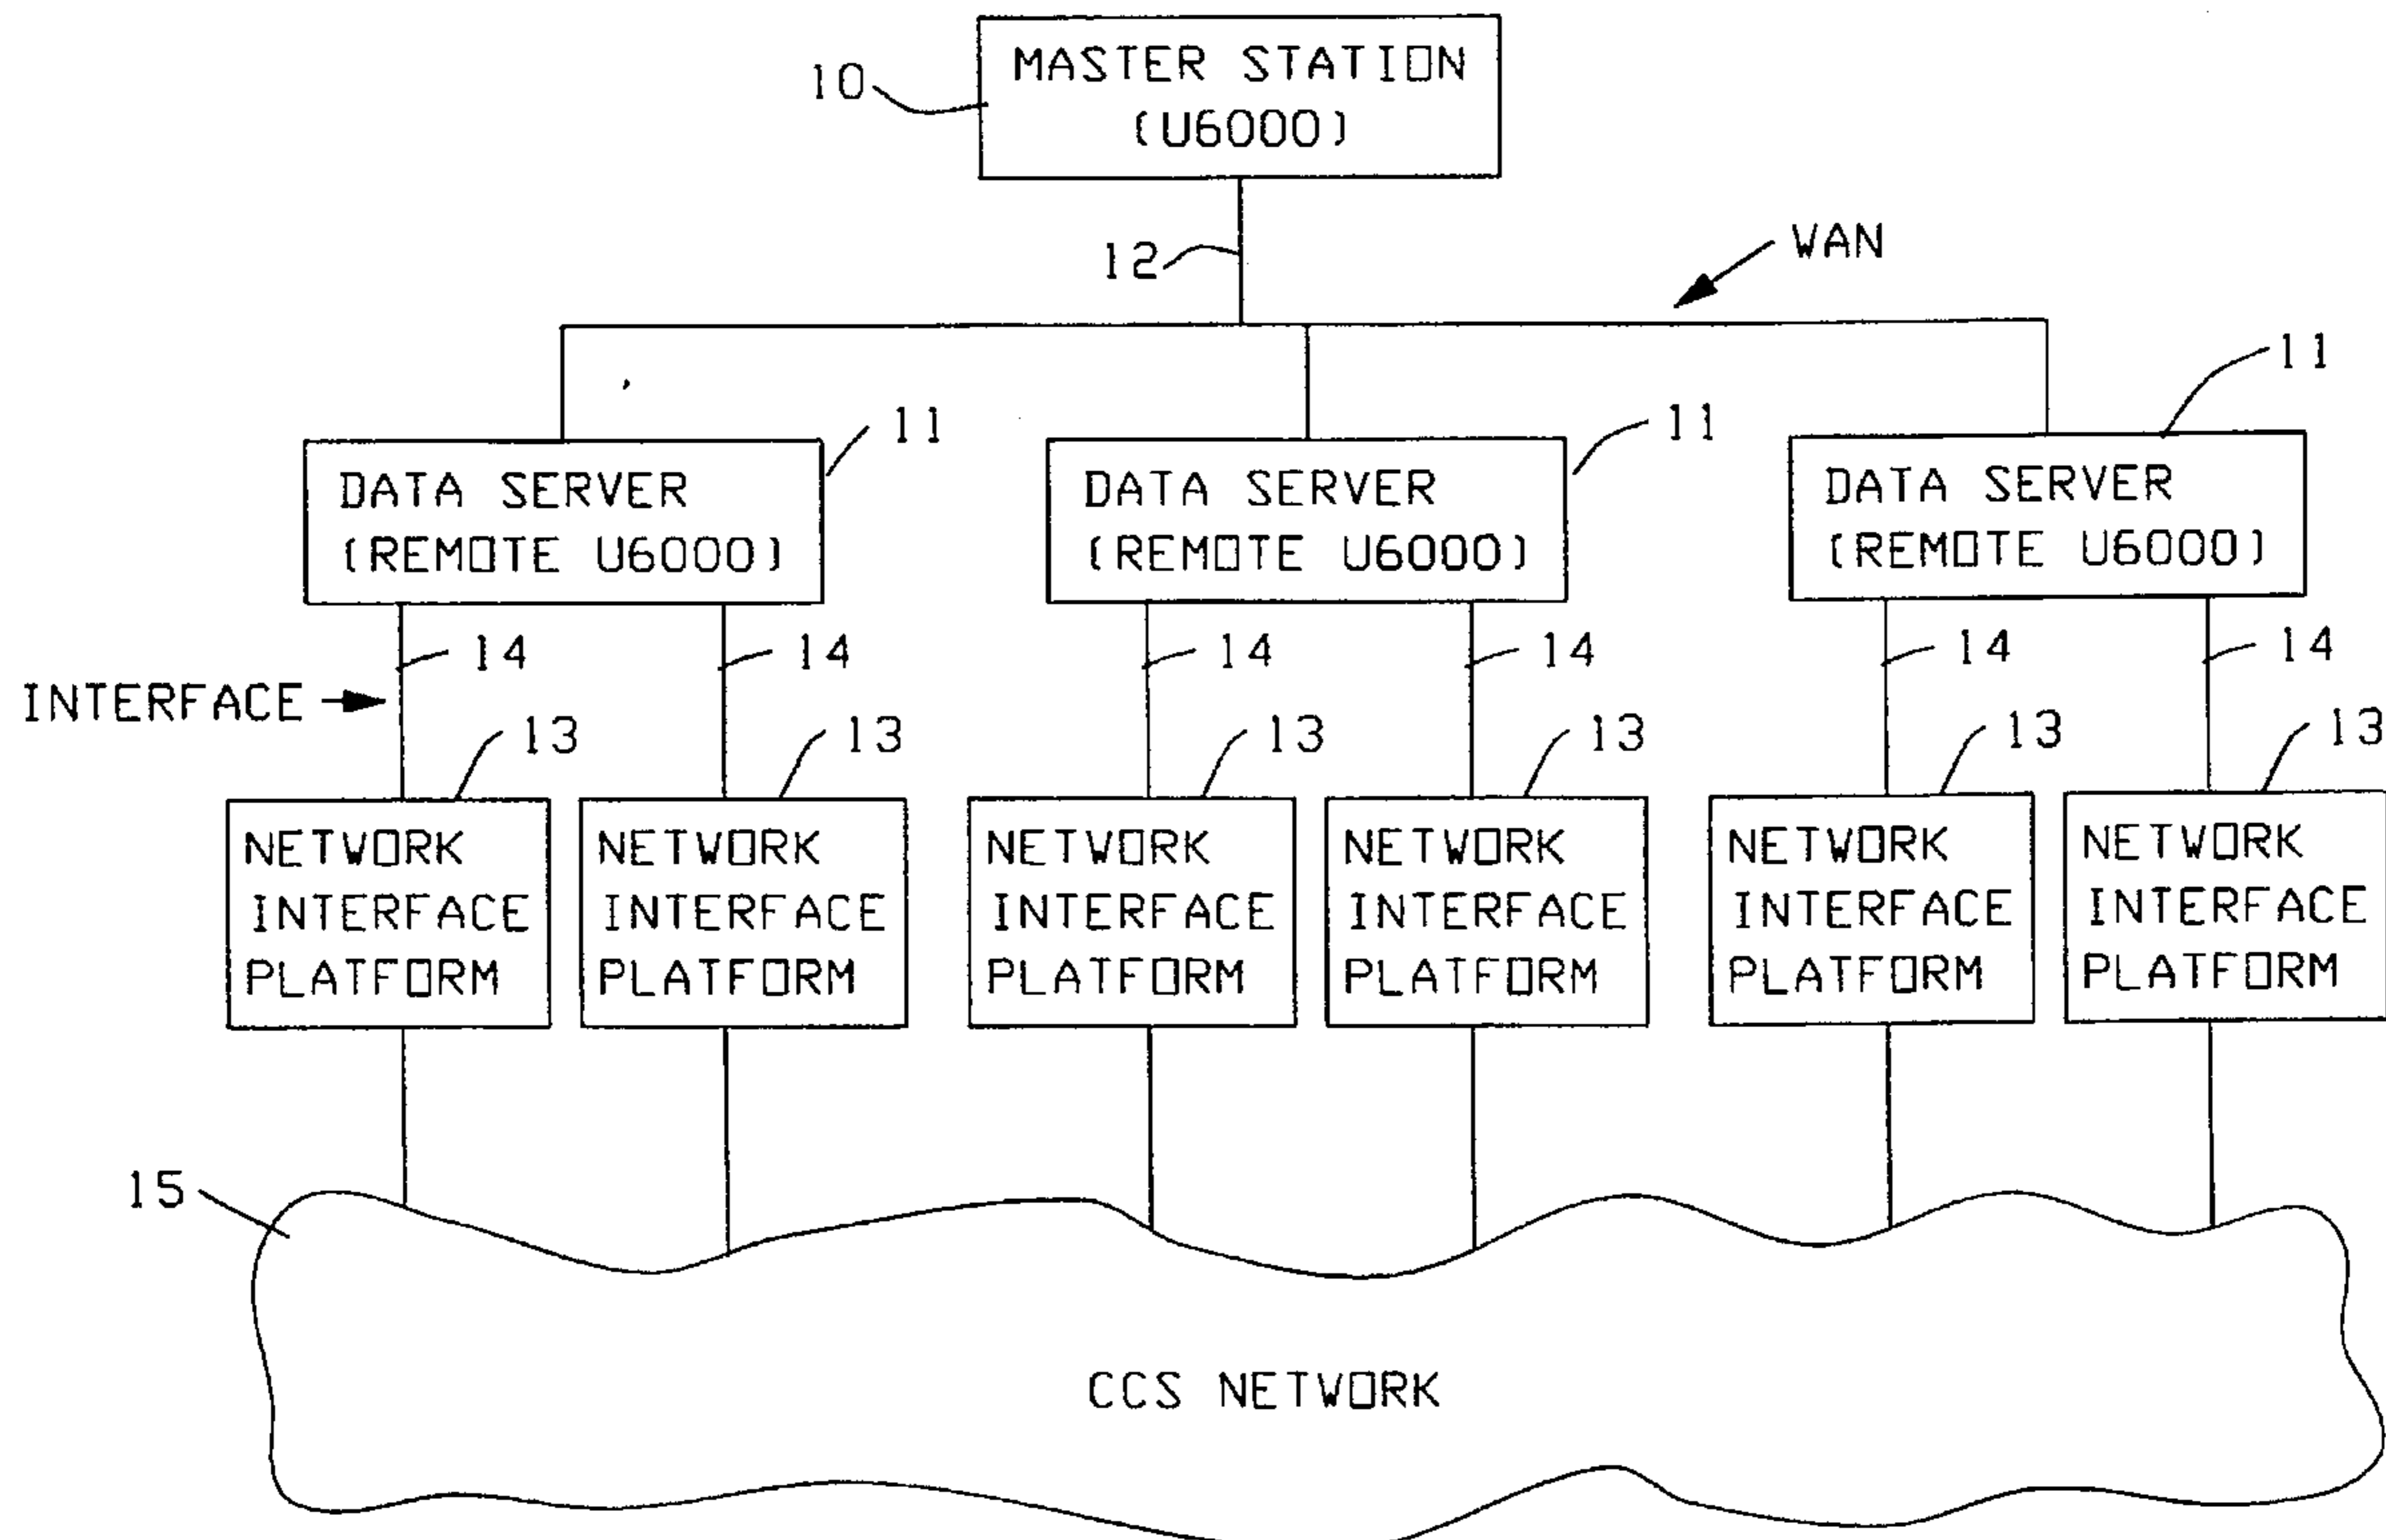 MASTER STATION
(U6000)
10
12
WAN
11
11
11
DATA SERVER
(REMOTE U6000)
DATA SERVER
(REMOTE U6000)
DATA SERVER
(REMOTE U6000)
14
14
14
14
14
14
INTERFACE
13
13
13
13
13
13
NETWORK
INTERFACE
PLATFORM
NETWORK
INTERFACE
PLATFORM
NETWORK
INTERFACE
PLATFORM
NETWORK
INTERFACE
PLATFORM
NETWORK
INTERFACE
PLATFORM
NETWORK
INTERFACE
PLATFORM
15
CCS NETWORK